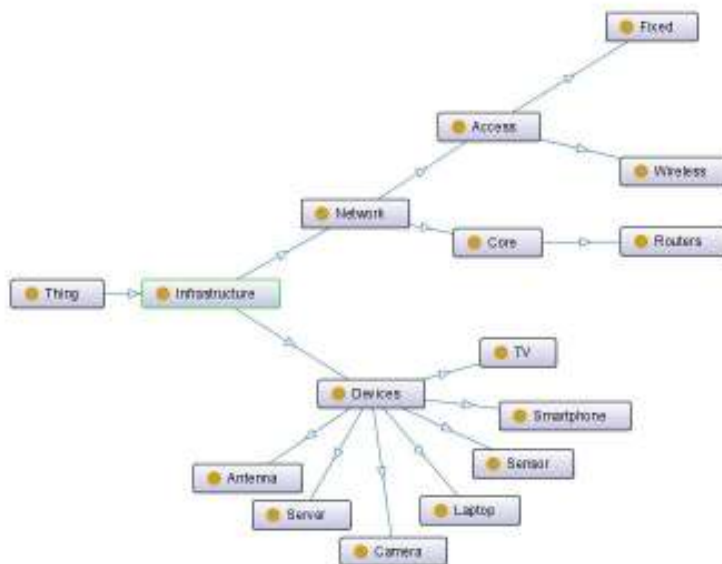 Fixed
Access
Wireless
Network
Core
Routers
Thing
Infrastructure
TV
Devices
Smartphone
Sensor
Antenna
Laptop
Server
Camera